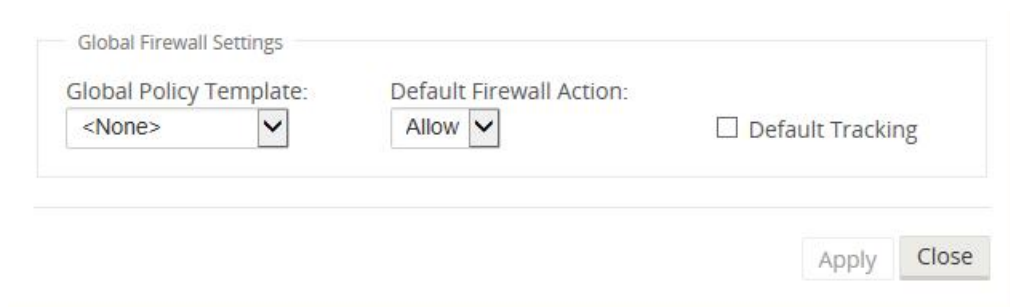 Global Firewall Settings
Global Policy Template: Default Firewall Action:
<None> Allow Default Tracking
Apply Close